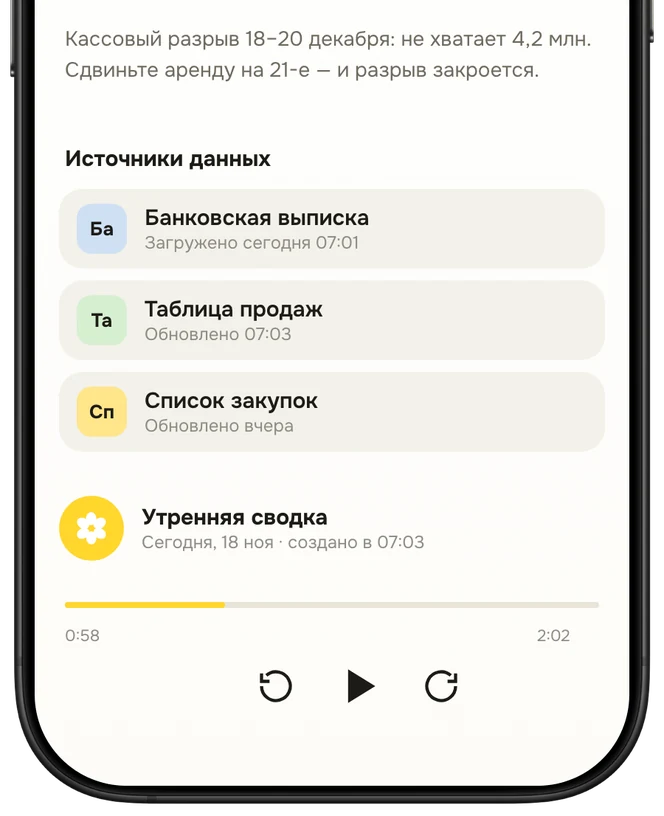 Кассовый разрыв 18–20 декабря: не хватает 4,2 млн.
Сдвиньте аренду на 21-е — и разрыв закроется.
Источники данных
Ба
Банковская выписка
Загружено сегодня 07:01
Та
Таблица продаж
Обновлено 07:03
Сп
Список закупок
Обновлено вчера
Утренняя сводка
Сегодня, 18 ноя · создано в 07:03
0:58
2:02